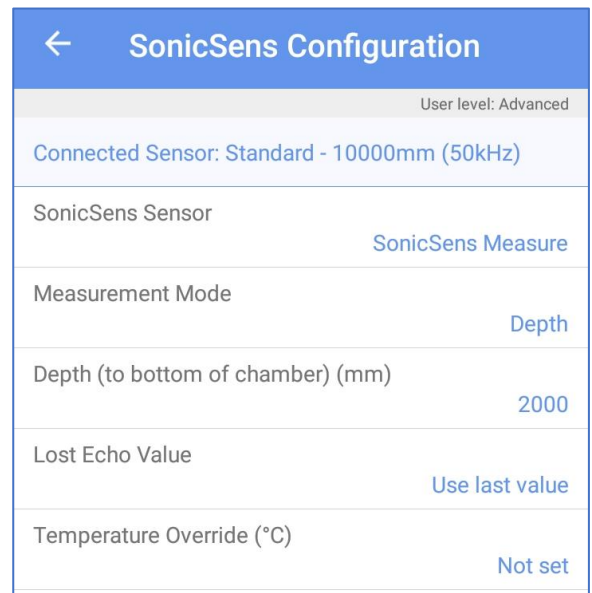 SonicSens Configuration
User level: Advanced
Connected Sensor: Standard - 10000mm (50kHz)
SonicSens Sensor
SonicSens Measure
Measurement Mode
Depth
Depth (to bottom of chamber) (mm)
2000
Lost Echo Value
Use last value
Temperature Override (°C)
Not set